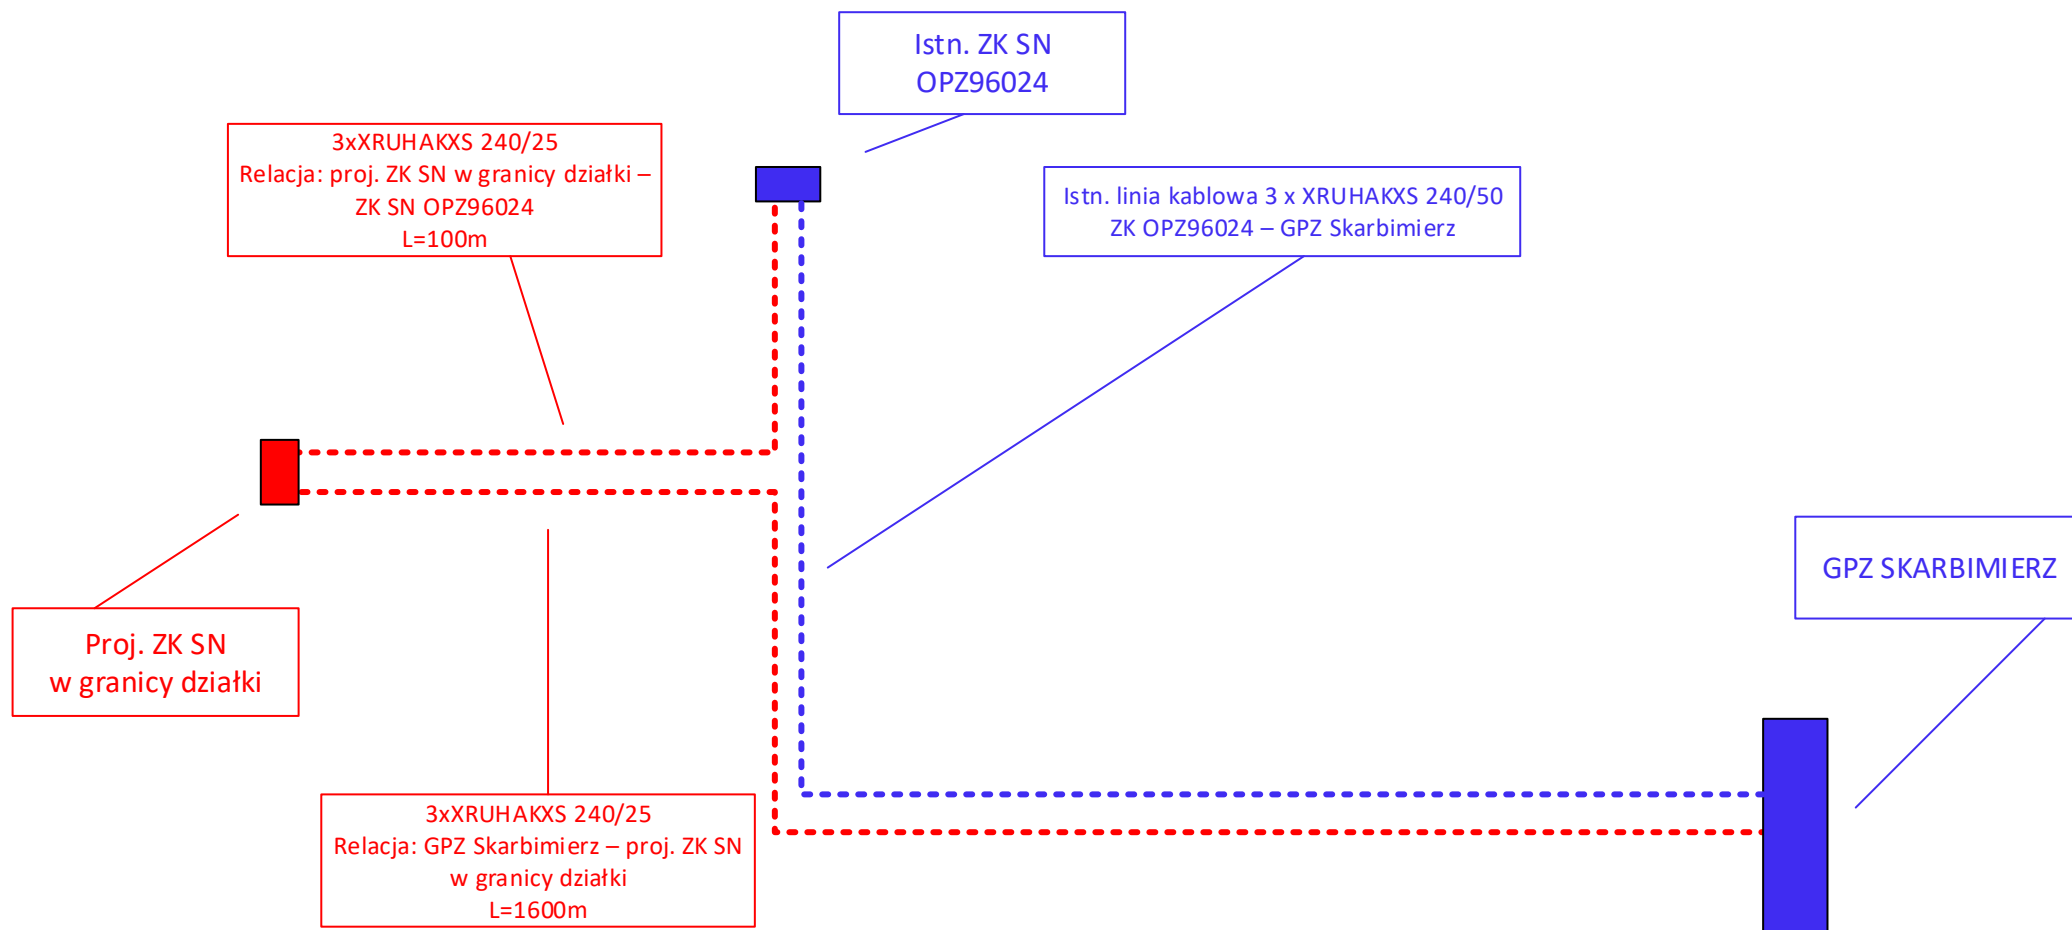 Istn. ZK SN
OPZ96024
3xXRUHAKXS 240/25
Relacja: proj. ZK SN w granicy działki –
ZK SN OPZ96024
L=100m
Istn. linia kablowa 3 x XRUHAKXS 240/50
ZK OPZ96024 – GPZ Skarbimierz
GPZ SKARBIMIERZ
Proj. ZK SN
w granicy działki
3xXRUHAKXS 240/25
Relacja: GPZ Skarbimierz – proj. ZK SN
w granicy działki
L=1600m